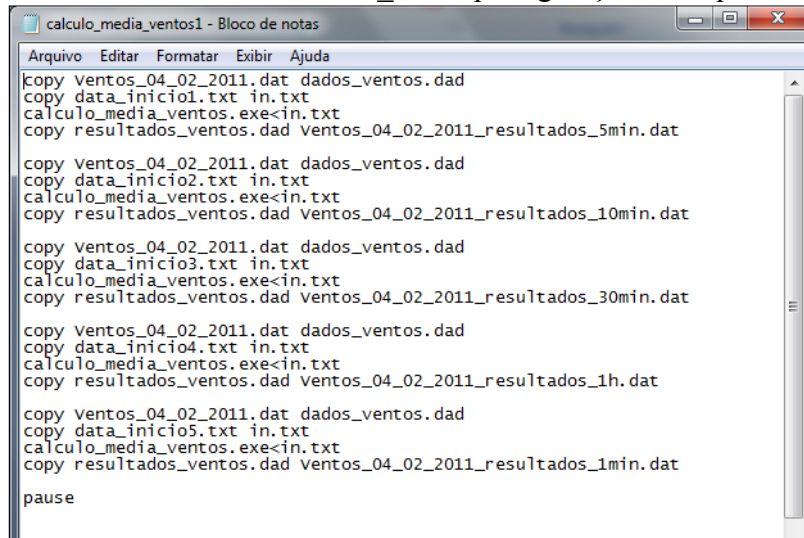 calculo_media_ventos1 - Bloco de notas
Arquivo Editar Formatar Exibir Ajuda
copy Ventos_04_02_2011.dat dados_ventos.dad
copy data_inicio1.txt in.txt
calculo_media_ventos.exe<in.txt
copy resultados_ventos.dad Ventos_04_02_2011_resultados_5min.dat
copy Ventos_04_02_2011.dat dados_ventos.dad
copy data_inicio2.txt in.txt
calculo_media_ventos.exe<in.txt
copy resultados_ventos.dad Ventos_04_02_2011_resultados_10min.dat
copy Ventos_04_02_2011.dat dados_ventos.dad
copy data_inicio3.txt in.txt
calculo_media_ventos.exe<in.txt
copy resultados_ventos.dad Ventos_04_02_2011_resultados_30min.dat
copy Ventos_04_02_2011.dat dados_ventos.dad
copy data_inicio4.txt in.txt
calculo_media_ventos.exe<in.txt
copy resultados_ventos.dad Ventos_04_02_2011_resultados_1h.dat
copy Ventos_04_02_2011.dat dados_ventos.dad
copy data_inicio5.txt in.txt
calculo_media_ventos.exe<in.txt
copy resultados_ventos.dad Ventos_04_02_2011_resultados_1min.dat
pause